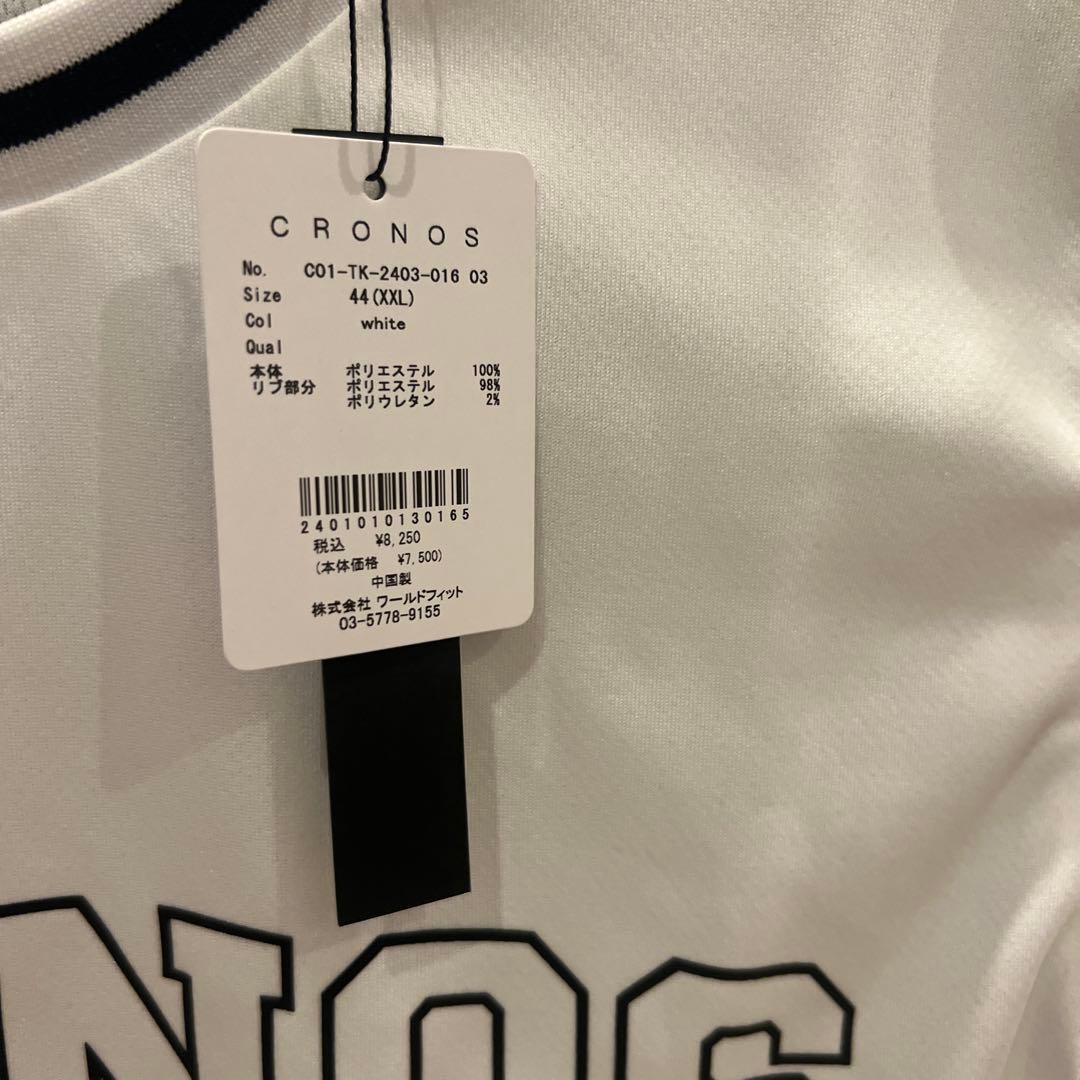 CRONOS
No. C01-TK-2403-016 03
Size 44(XXL)
Col white
Qual
本体 ポリエステル 100%
リブ部分 ポリエステル 98%
ポリウレタン 2%
2401010130165
税込 ¥8,250
(本体価格 ¥7,500)
中国製
株式会社 ワールドフィット
03-5778-9155
NOS